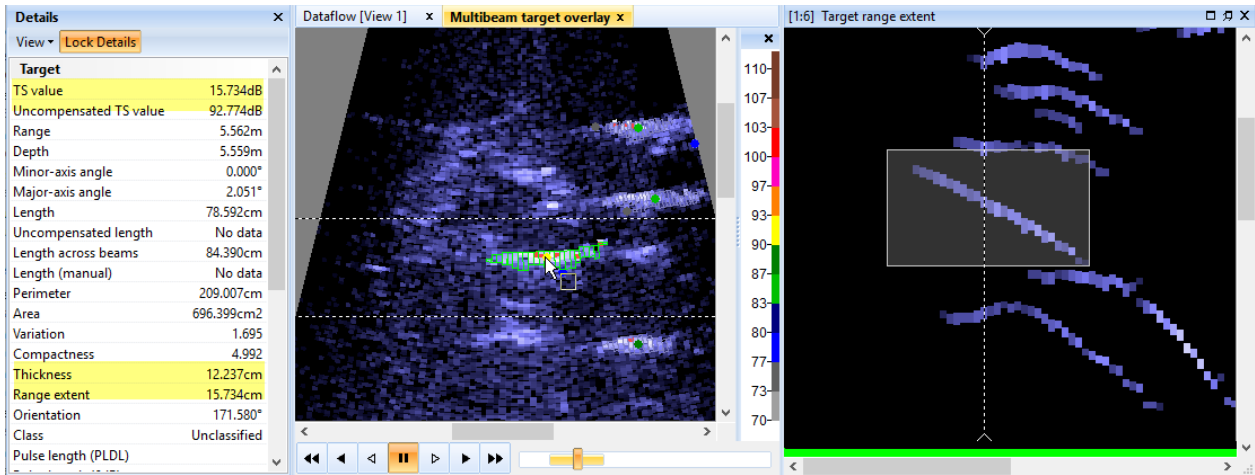 Details
View Lock Details
Target
TS value 15.734dB
Uncompensated TS value 92.774dB
Range 5.562m
Depth 5.559m
Minor-axis angle 0.000°
Major-axis angle 2.051°
Length 78.592cm
Uncompensated length No data
Length across beams 84.390cm
Length (manual) No data
Perimeter 209.007cm
Area 696.399cm2
Variation 1.695
Compactness 4.992
Thickness 12.237cm
Range extent 15.734cm
Orientation 171.580°
Class Unclassified
Pulse length (PLDL)
Dataflow [View 1] x Multibeam target overlay x
110
107
103
100
97
93
90
87
83
80
77
73
70
[1:6] Target range extent